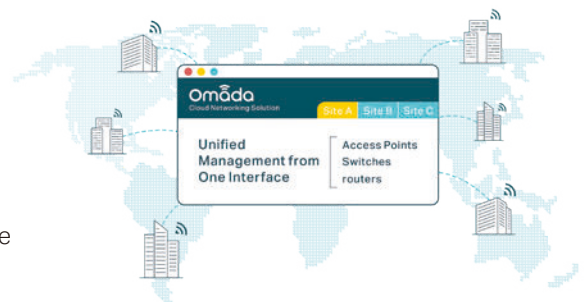 Omada
Cloud Networking Solution
Site A
Site B
Site C
Unified
Management from
One Interface
Access Points
Switches
routers
e